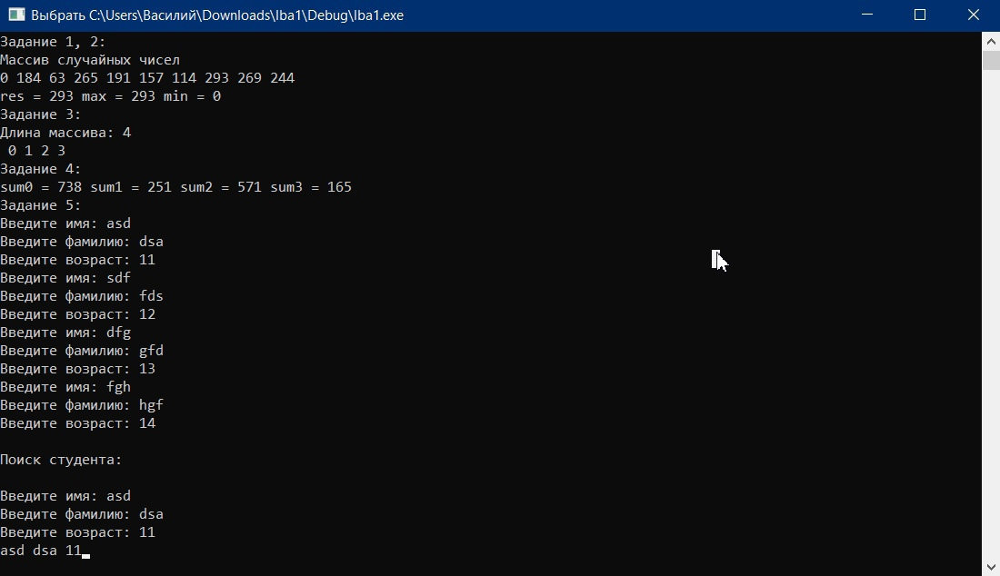 Выбрать C:\Users\Василий\Downloads\lba1\Debug\lba1.exe
Задание 1, 2:
Массив случайных чисел
0 184 63 265 191 157 114 293 269 244
res = 293 max = 293 min = 0
Задание 3:
Длина массива: 4
0 1 2 3
Задание 4:
sum0 = 738 sum1 = 251 sum2 = 571 sum3 = 165
Задание 5:
Введите имя: asd
Введите фамилию: dsa
Введите возраст: 11
Введите имя: sdf
Введите фамилию: fds
Введите возраст: 12
Введите имя: dfg
Введите фамилию: gfd
Введите возраст: 13
Введите имя: fgh
Введите фамилию: hgf
Введите возраст: 14
Поиск студента:
Введите имя: asd
Введите фамилию: dsa
Введите возраст: 11
asd dsa 11